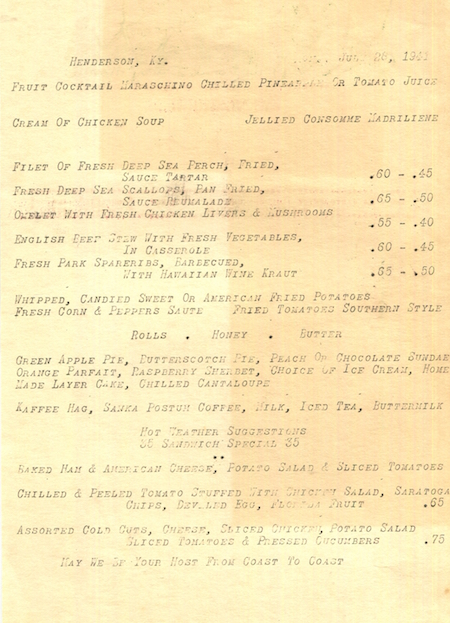 HENDERSON, KY. JULY 28, 1941
FRUIT COCKTAIL MARASCHINO CHILLED PINEAPPLE OR TOMATO JUICE
CREAM OF CHICKEN SOUP JELLIED CONSOMME MADRILIENE
FILET OF FRESH DEEP SEA PERCH, FRIED,
SAUCE TARTAR .60 - .45
FRESH DEEP SEA SCALLOPS, PAN FRIED,
SAUCE REUMALADE .65 - .50
OMELET WITH FRESH CHICKEN LIVERS & MUSHROOMS
.55 - .40
ENGLISH BEEF STEW WITH FRESH VEGETABLES,
IN CASSEROLE .60 - .45
FRESH PARK SPARERIBS, BARBECUED,
WITH HAWAIIAN WINE KRAUT .65 - .50
WHIPPED, CANDIED SWEET OR AMERICAN FRIED POTATOES
FRESH CORN & PEPPERS SAUTE FRIED TOMATOES SOUTHERN STYLE
ROLLS . HONEY . BUTTER
GREEN APPLE PIE, BUTTERSCOTCH PIE, PEACH OR CHOCOLATE SUNDAE
ORANGE PARFAIT, RASPBERRY SHERBET, CHOICE OF ICE CREAM, HOME
MADE LAYER CAKE, CHILLED CANTALOUPE
KAFFEE HAG, SANKA POSTUM COFFEE, MILK, ICED TEA, BUTTERMILK
HOT WEATHER SUGGESTIONS
35 SANDWICH SPECIAL 35
**
BAKED HAM & AMERICAN CHEESE, POTATO SALAD & SLICED TOMATOES
CHILLED & PEELED TOMATO STUFFED WITH CHICKEN SALAD, SARATOGA
CHIPS, DEVILED EGG, FLORIDA FRUIT .65
ASSORTED COLD CUTS, CHEESE, SLICED CHICKEN, POTATO SALAD
SLICED TOMATOES & PRESSED CUCUMBERS .75
MAY WE BE YOUR HOST FROM COAST TO COAST